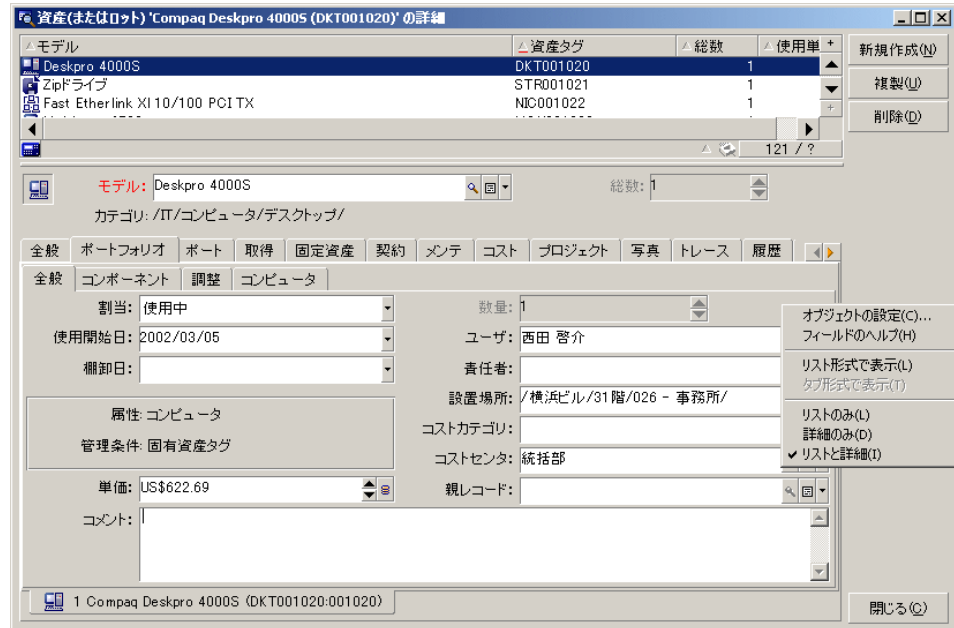 資産(またはロット) 'Compaq Deskpro 4000S (DKT001020)' の詳細
モデル 資産タグ 総数 使用単
Deskpro 4000S DKT001020 1
Zipドライブ STR001021 1
Fast Etherlink XI 10/100 PCI TX NIC001022 1
121 / ?
新規作成(N)
複製(U)
削除(D)
モデル: Deskpro 4000S 総数: 1
カテゴリ: /IT/コンピュータ/デスクトップ/
全般 ポートフォリオ ポート 取得 固定資産 契約 メンテ コスト プロジェクト 写真 トレース 履歴
全般 コンポーネント 調整 コンピュータ
割当: 使用中 数量: 1
使用開始日: 2002/03/05 ユーザ: 西田 啓介
棚卸日: 責任者:
設置場所: /横浜ビル/31階/026 - 事務所/
属性: コンピュータ
コストカテゴリ:
管理条件: 固有資産タグ
コストセンタ: 統括部
単価: US$622.69 親レコード:
コメント:
オブジェクトの設定(C)...
フィールドのヘルプ(H)
リスト形式で表示(L)
タブ形式で表示(T)
リストのみ(L)
詳細のみ(D)
リストと詳細(I)
1 Compaq Deskpro 4000S (DKT001020:001020)
閉じる(C)